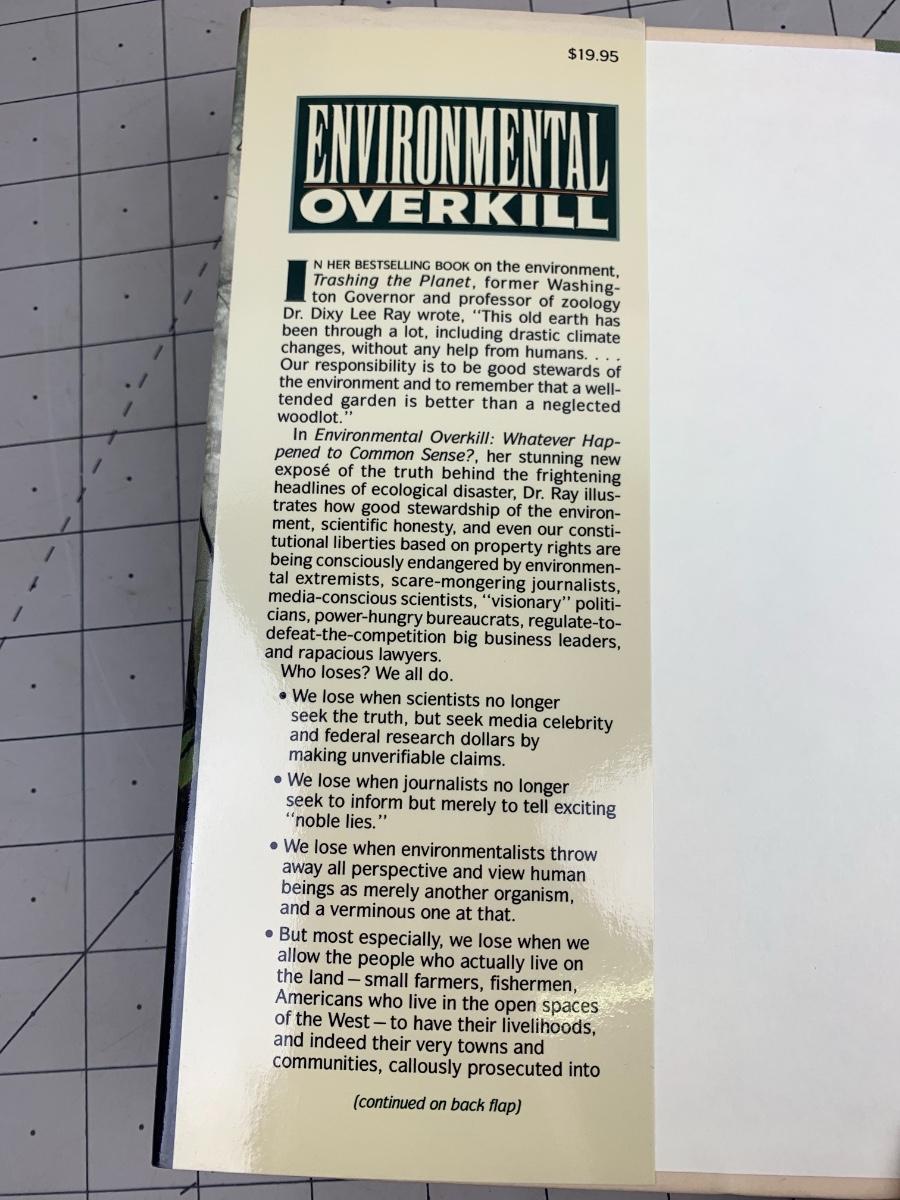 $19.95
ENVIRONMENTAL
OVERKILL
IN HER BESTSELLING BOOK on the environment,
Trashing the Planet, former Washing-
ton Governor and professor of zoology
Dr. Dixy Lee Ray wrote, "This old earth has
been through a lot, including drastic climate
changes, without any help from humans. . . .
Our responsibility is to be good stewards of
the environment and to remember that a well-
tended garden is better than a neglected
woodlot."
In Environmental Overkill: Whatever Hap-
pened to Common Sense?, her stunning new
exposé of the truth behind the frightening
headlines of ecological disaster, Dr. Ray illus-
trates how good stewardship of the environ-
ment, scientific honesty, and even our consti-
tutional liberties based on property rights are
being consciously endangered by environmen-
tal extremists, scare-mongering journalists,
media-conscious scientists, "visionary" politi-
cians, power-hungry bureaucrats, regulate-to-
defeat-the-competition big business leaders,
and rapacious lawyers.
Who loses? We all do.
• We lose when scientists no longer
seek the truth, but seek media celebrity
and federal research dollars by
making unverifiable claims.
• We lose when journalists no longer
seek to inform but merely to tell exciting
"noble lies."
• We lose when environmentalists throw
away all perspective and view human
beings as merely another organism,
and a verminous one at that.
• But most especially, we lose when we
allow the people who actually live on
the land – small farmers, fishermen,
Americans who live in the open spaces
of the West – to have their livelihoods,
and indeed their very towns and
communities, callously prosecuted into
(continued on back flap)